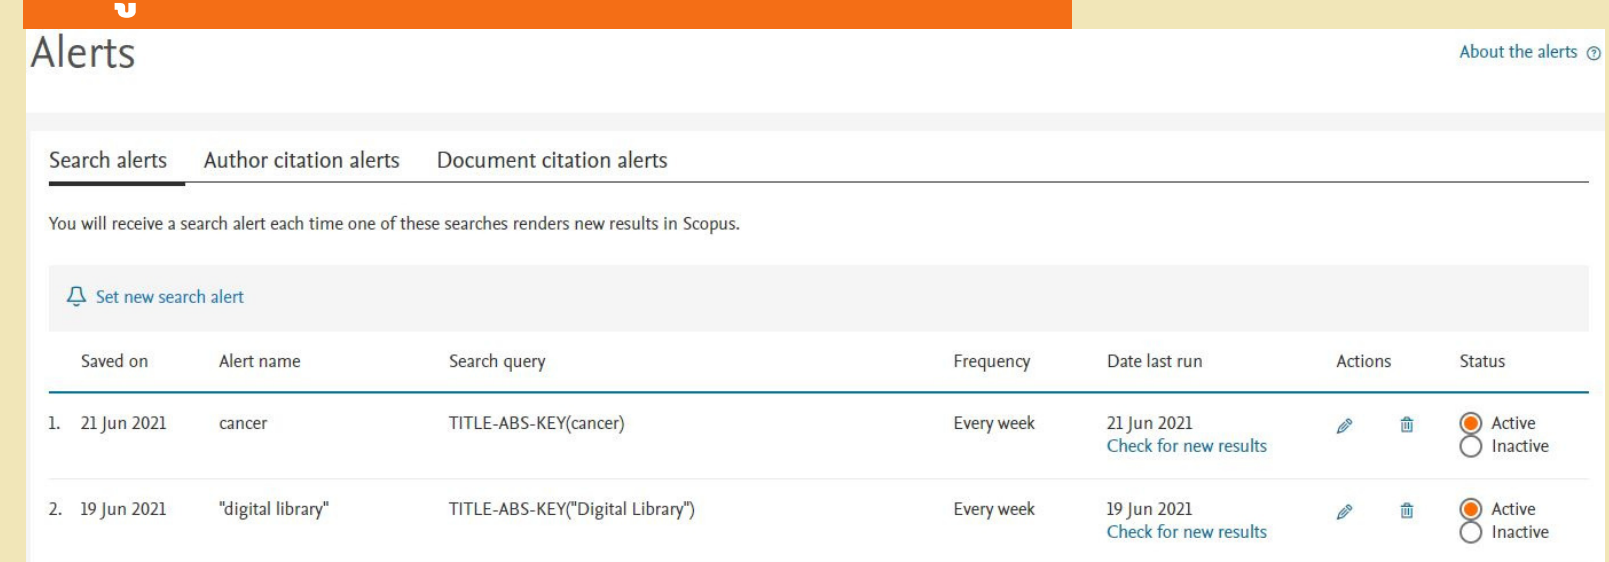 Alerts
About the alerts
Search alerts Author citation alerts Document citation alerts
You will receive a search alert each time one of these searches renders new results in Scopus.
Set new search alert
Saved on Alert name Search query Frequency Date last run Actions Status
1. 21 Jun 2021 cancer TITLE-ABS-KEY(cancer) Every week 21 Jun 2021 Active
Check for new results Inactive
2. 19 Jun 2021 "digital library" TITLE-ABS-KEY("Digital Library") Every week 19 Jun 2021 Active
Check for new results Inactive